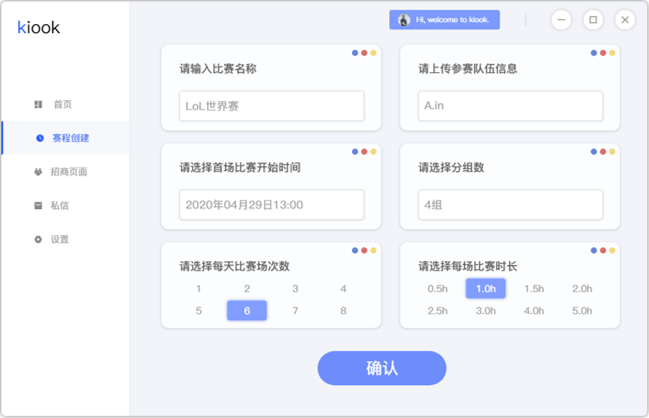 kiook
Hi, welcome to kiook.
首页
赛程创建
招商页面
私信
设置
请输入比赛名称
LoL世界赛
请上传参赛队伍信息
A.in
请选择首场比赛开始时间
2020年04月29日13:00
请选择分组数
4组
请选择每天比赛场次数
1 2 3 4
5 6 7 8
请选择每场比赛时长
0.5h 1.0h 1.5h 2.0h
2.5h 3.0h 4.0h 5.0h
确认